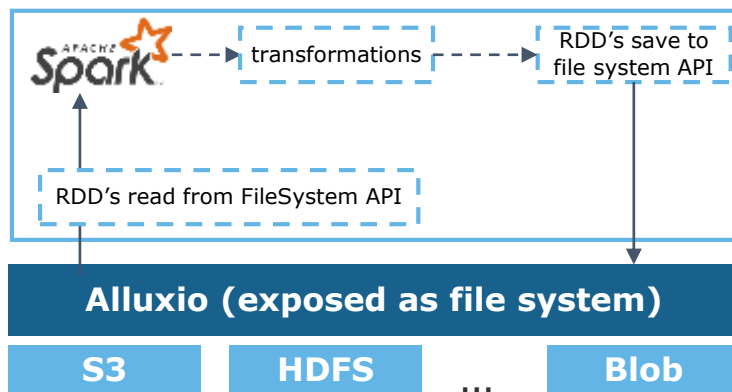 APACHE
Spark
transformations
RDD's save to
file system API
RDD's read from FileSystem API
Alluxio (exposed as file system)
S3 HDFS ... Blob